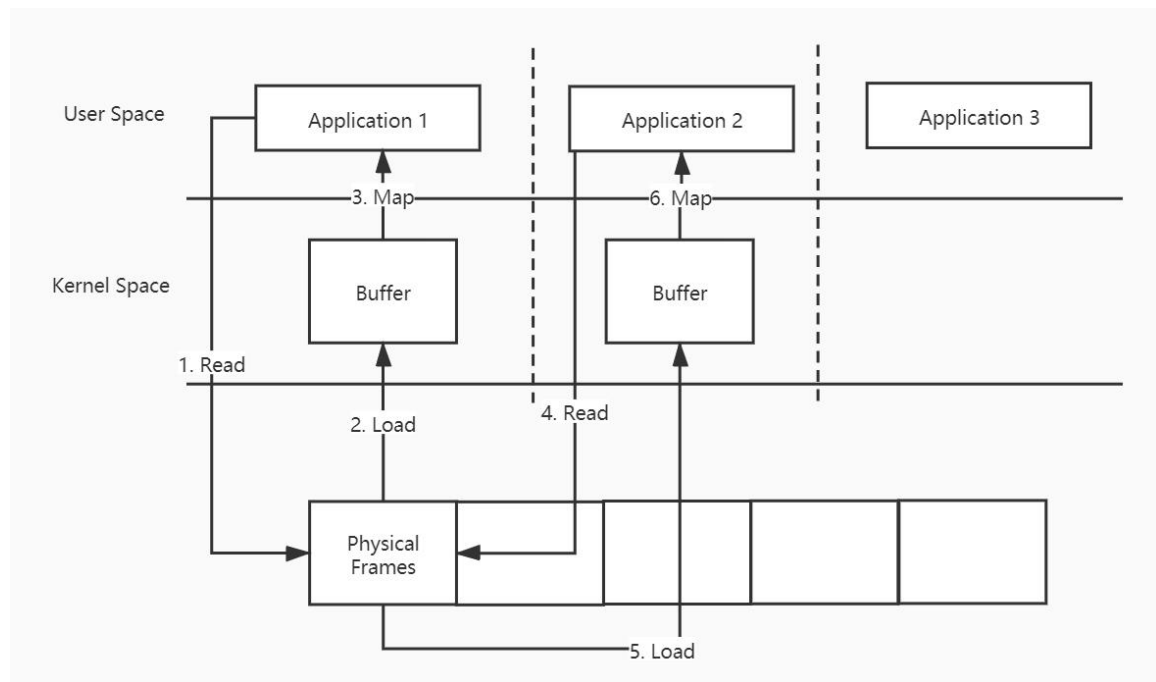 User Space
Application 1
Application 2
Application 3
3. Map
6. Map
Kernel Space
Buffer
Buffer
1. Read
2. Load
4. Read
Physical
Frames
5. Load